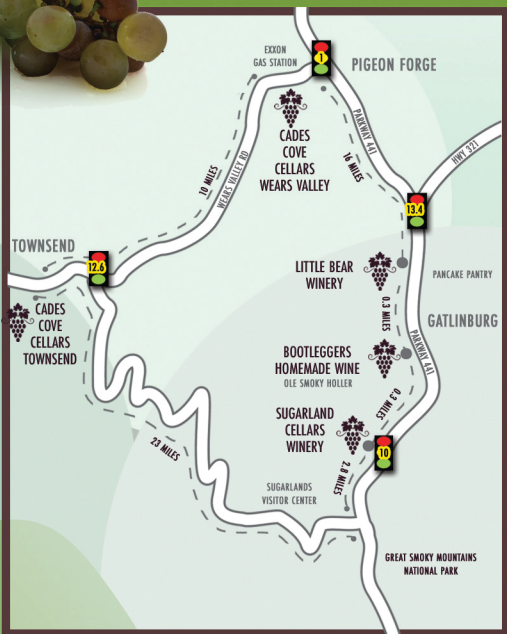 EXXON
GAS STATION
1
PIGEON FORGE
CADES
COVE
CELLARS
WEARS VALLEY
PARKWAY 441
16 MILES
HWY 321
10 MILES
WEARS VALLEY RD
13.4
TOWNSEND
12.6
LITTLE BEAR
WINERY
PANCAKE PANTRY
CADES
COVE
CELLARS
TOWNSEND
0.3 MILES
GATLINBURG
BOOTLEGGERS
HOMEMADE WINE
OLE SMOKY HOLLER
PARKWAY 441
0.3 MILES
SUGARLAND
CELLARS
WINERY
10
23 MILES
2.8 MILES
SUGARLANDS
VISITOR CENTER
GREAT SMOKY MOUNTAINS
NATIONAL PARK